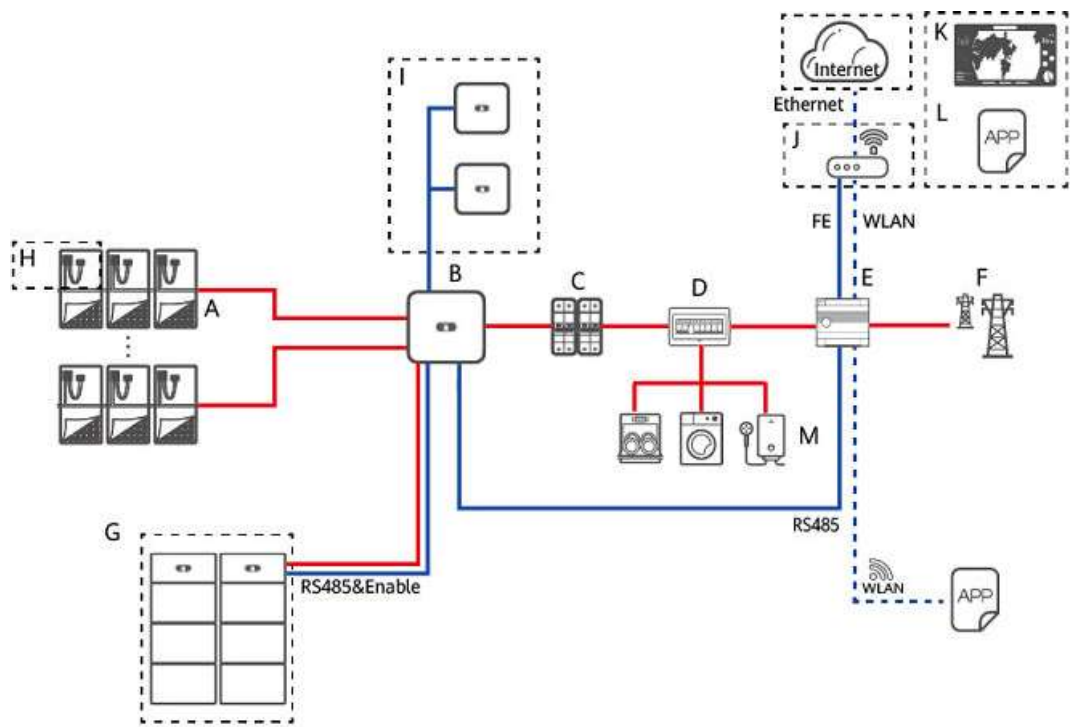 I
Internet
K
Ethernet
L
APP
J
FE
WLAN
H
A
B
C
D
E
F
M
RS485
G
RS485&Enable
WLAN
APP